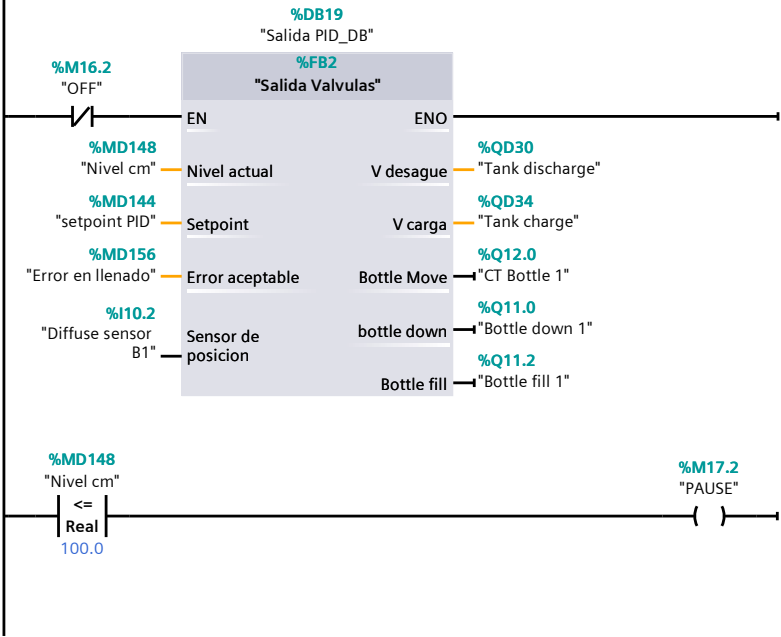 %DB19
"Salida PID_DB"
%FB2
"Salida Valvulas"
%M16.2
"OFF"
EN
ENO
%MD148
"Nivel cm"
Nivel actual
V desague
%QD30
"Tank discharge"
%MD144
"setpoint PID"
Setpoint
V carga
%QD34
"Tank charge"
%MD156
"Error en llenado"
Error aceptable
Bottle Move
%Q12.0
"CT Bottle 1"
%I10.2
"Diffuse sensor
B1"
Sensor de
posicion
bottle down
%Q11.0
"Bottle down 1"
Bottle fill
%Q11.2
"Bottle fill 1"
%MD148
"Nivel cm"
<=
Real
100.0
%M17.2
"PAUSE"